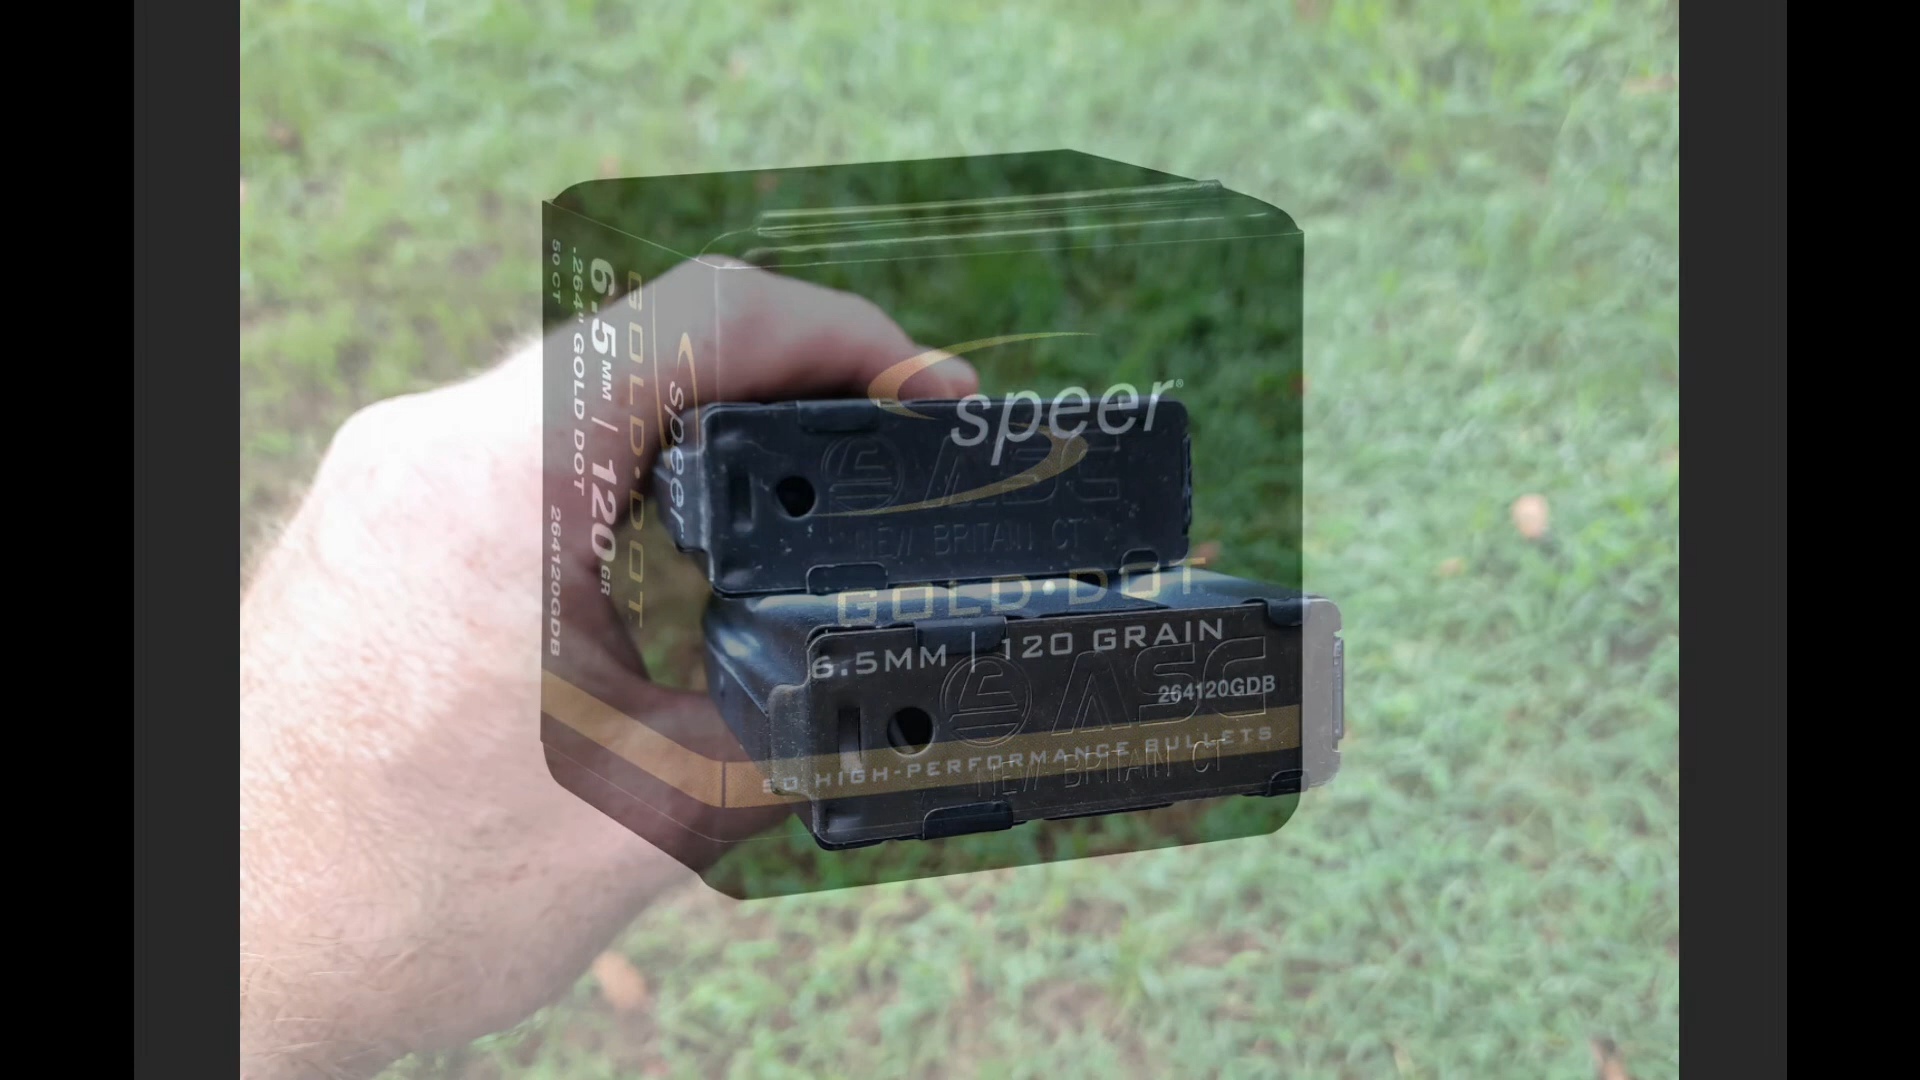 50 CT
.264" GOLD DOT
264120GDB
6.5MM | 120GR
GOLD·DOT
speer
speer®
ASC
NEW BRITAIN CT
GOLD·DOT
6.5MM | 120 GRAIN
264120GDB
50 HIGH-PERFORMANCE BULLETS
ASC
NEW BRITAIN CT